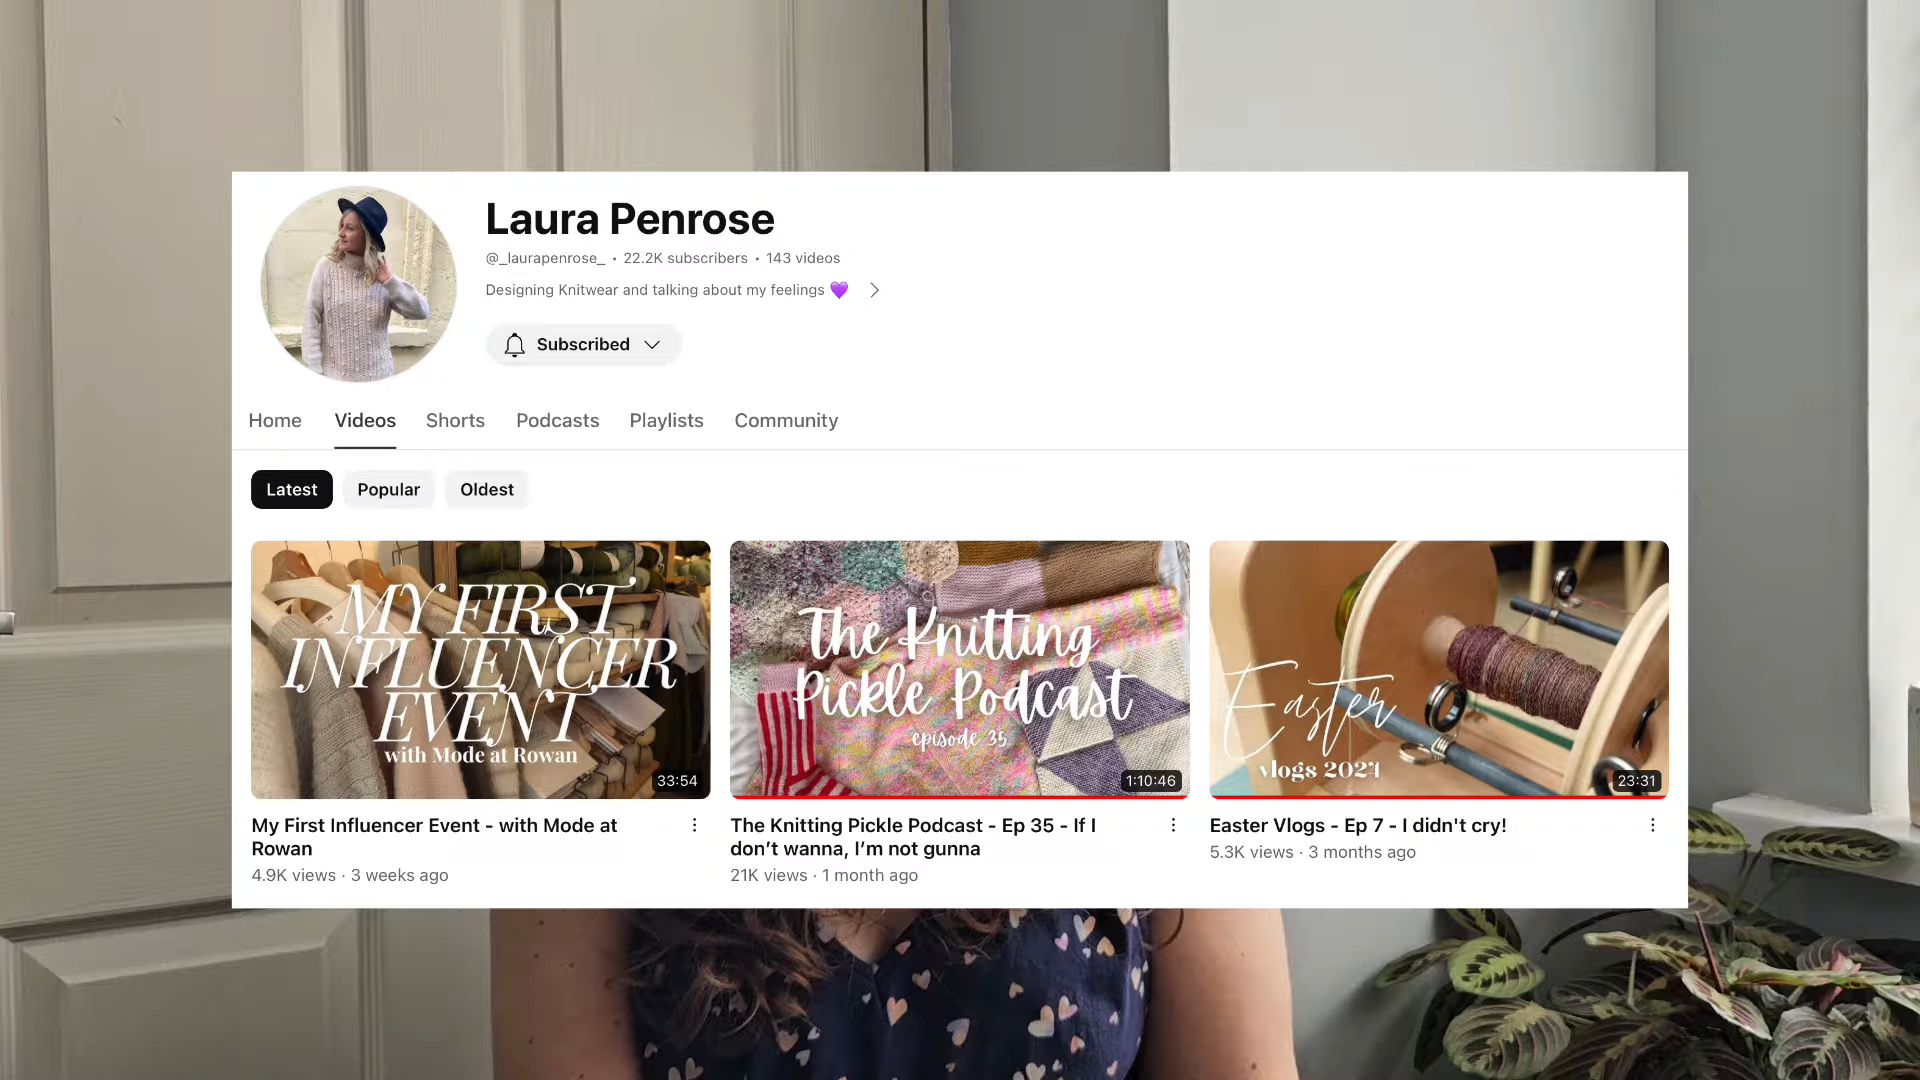 Laura Penrose
@_laurapenrose_ • 22.2K subscribers • 143 videos
Designing Knitwear and talking about my feelings 💜
Subscribed
Home Videos Shorts Podcasts Playlists Community
Latest Popular Oldest
MY FIRST
INFLUENCER
EVENT
with Mode at Rowan
33:54
The Knitting
Pickle Podcast
episode 35
1:10:46
Easter
vlogs 2024
23:31
My First Influencer Event - with Mode at
Rowan
4.9K views · 3 weeks ago
The Knitting Pickle Podcast - Ep 35 - If I
don’t wanna, I’m not gunna
21K views · 1 month ago
Easter Vlogs - Ep 7 - I didn't cry!
5.3K views · 3 months ago